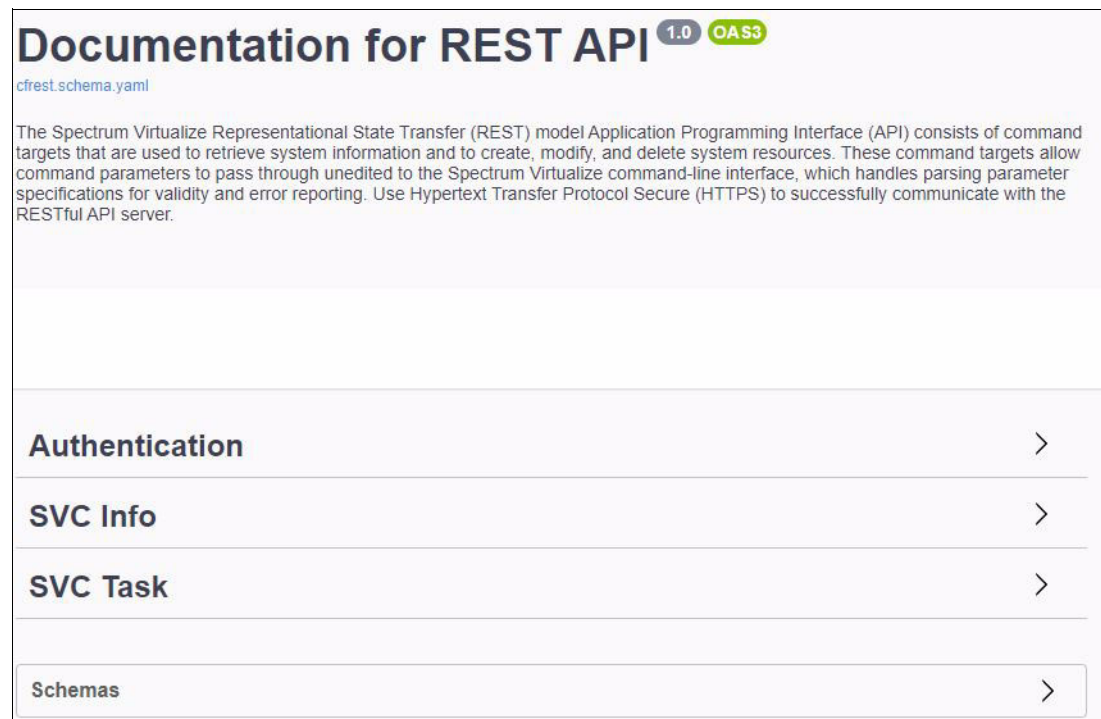 Documentation for REST API 1.0 OAS3
cfrest.schema.yaml
The Spectrum Virtualize Representational State Transfer (REST) model Application Programming Interface (API) consists of command
targets that are used to retrieve system information and to create, modify, and delete system resources. These command targets allow
command parameters to pass through unedited to the Spectrum Virtualize command-line interface, which handles parsing parameter
specifications for validity and error reporting. Use Hypertext Transfer Protocol Secure (HTTPS) to successfully communicate with the
RESTful API server.
Authentication
SVC Info
SVC Task
Schemas